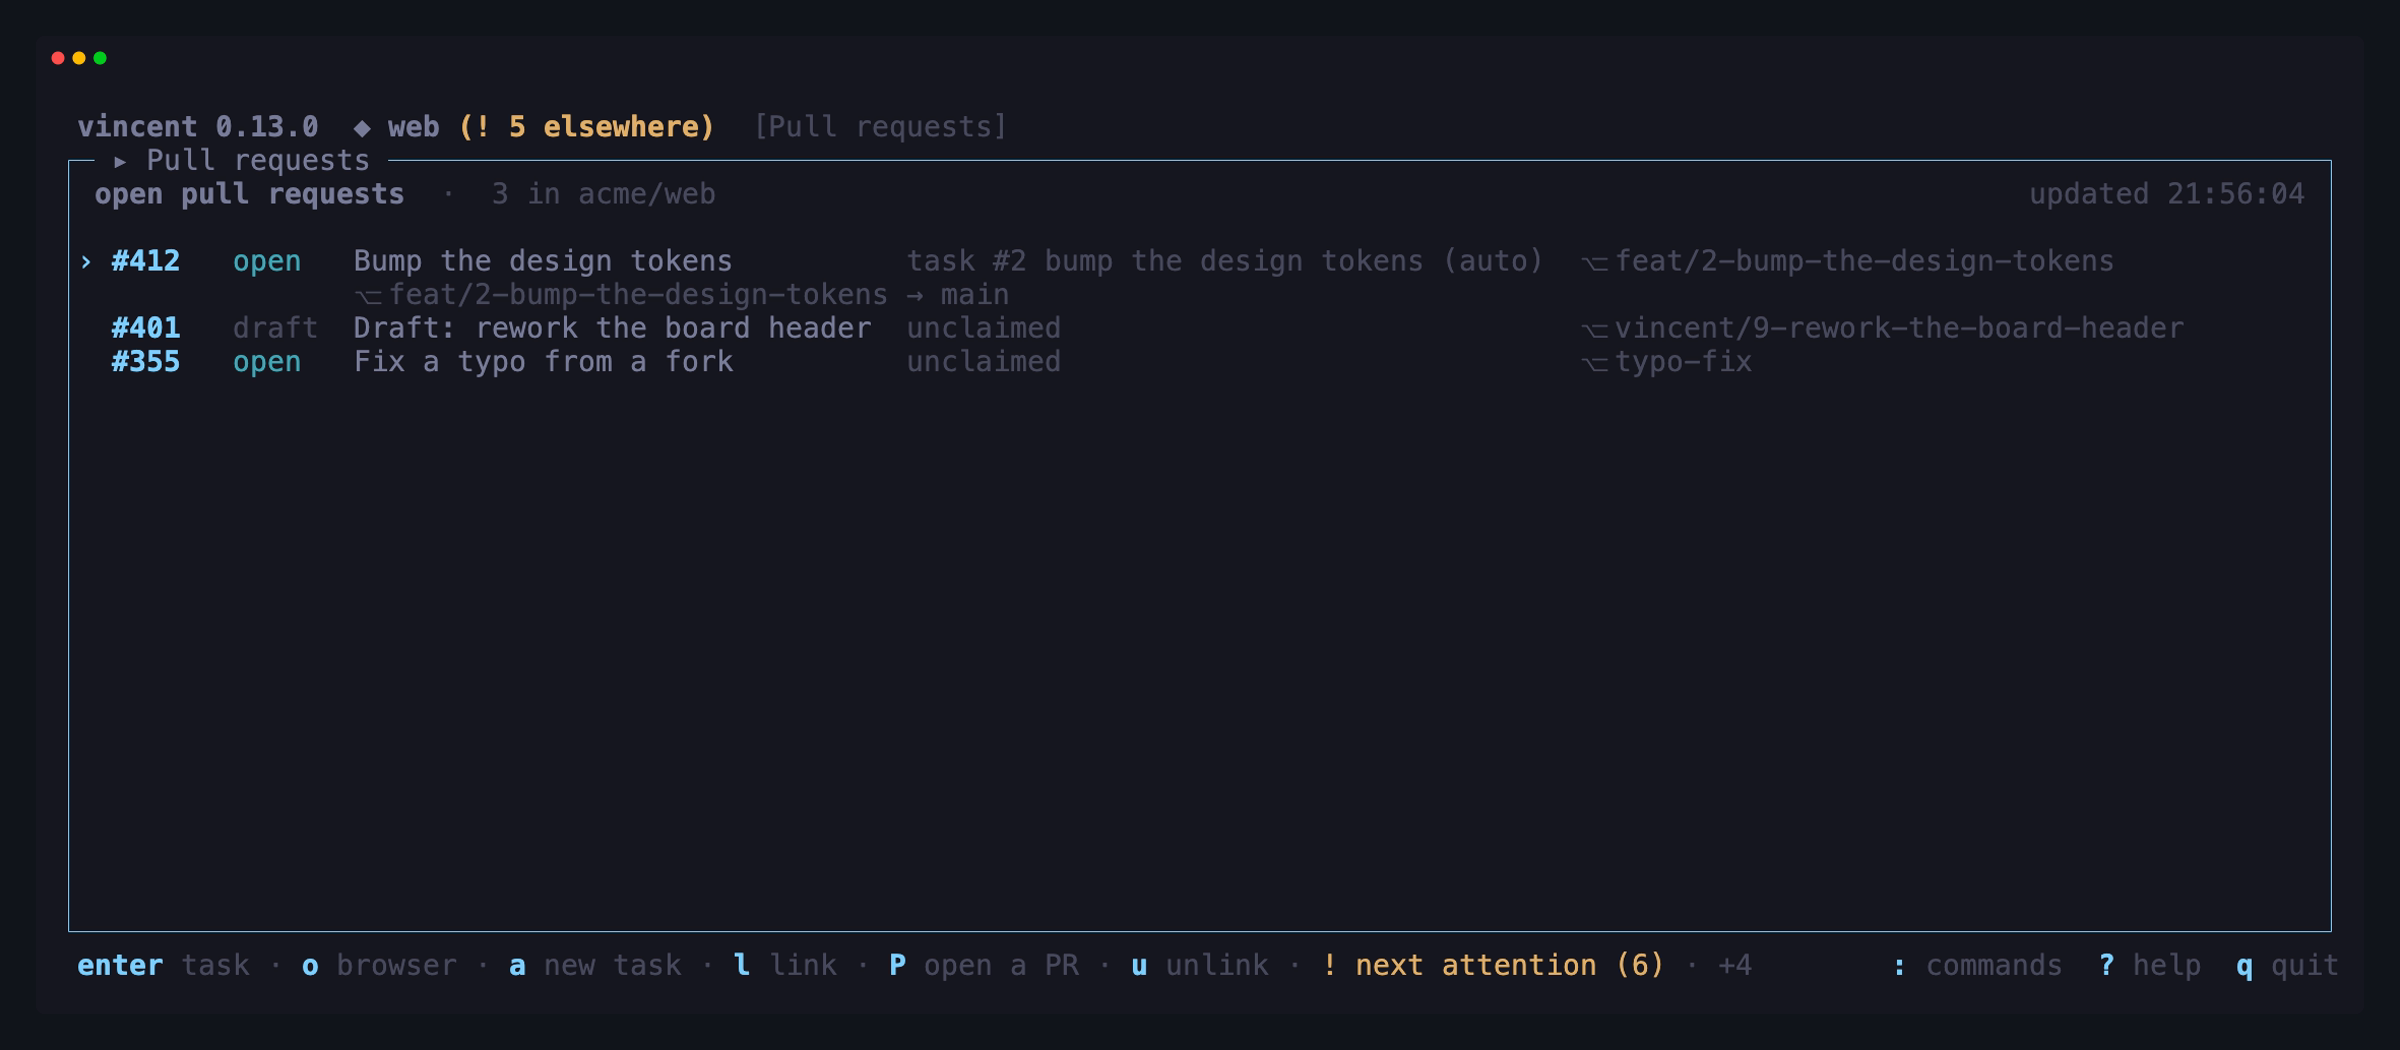 vincent 0.13.0  ◆ web (! 5 elsewhere)  [Pull requests]
▸ Pull requests
open pull requests  ·  3 in acme/web  updated 21:56:04
› #412  open  Bump the design tokens  task #2 bump the design tokens (auto)  ⌥feat/2-bump-the-design-tokens
⌥feat/2-bump-the-design-tokens → main
#401  draft  Draft: rework the board header  unclaimed  ⌥vincent/9-rework-the-board-header
#355  open  Fix a typo from a fork  unclaimed  ⌥typo-fix
enter task · o browser · a new task · l link · P open a PR · u unlink · ! next attention (6) · +4  : commands  ? help  q quit